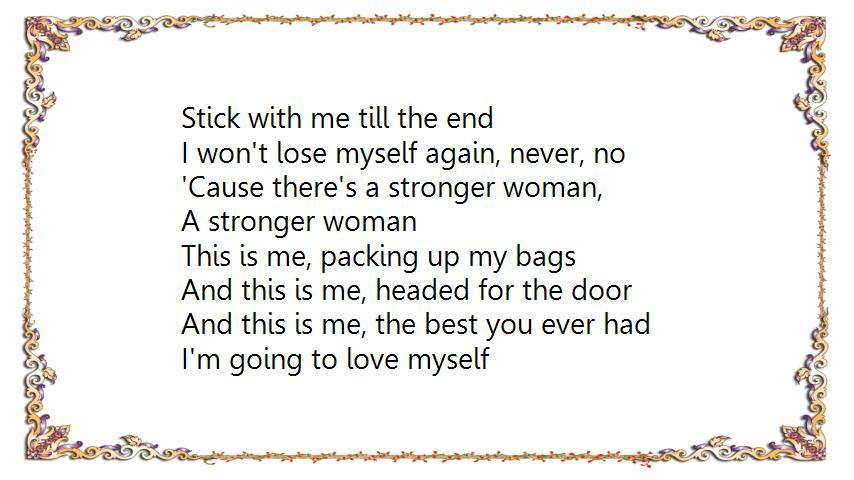 Stick with me till the end
I won't lose myself again, never, no
'Cause there's a stronger woman,
A stronger woman
This is me, packing up my bags
And this is me, headed for the door
And this is me, the best you ever had
I'm going to love myself